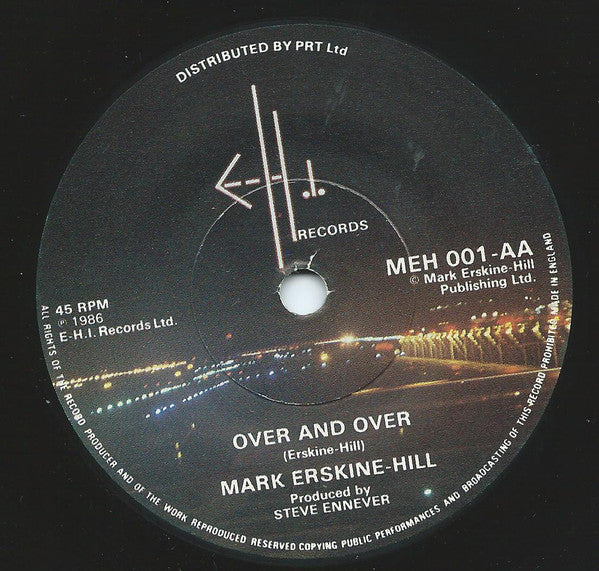 DISTRIBUTED BY PRT Ltd
RECORDS
MEH 001-AA
© Mark Erskine-Hill
Publishing Ltd.
45 RPM
℗ 1986
E-H.I. Records Ltd.
OVER AND OVER
(Erskine-Hill)
MARK ERSKINE-HILL
Produced by
STEVE ENNEVER
ALL RIGHTS OF THE RECORD PRODUCER AND OF THE WORK REPRODUCED RESERVED COPYING PUBLIC PERFORMANCES AND BROADCASTING OF THIS RECORD PROHIBITED MADE IN ENGLAND